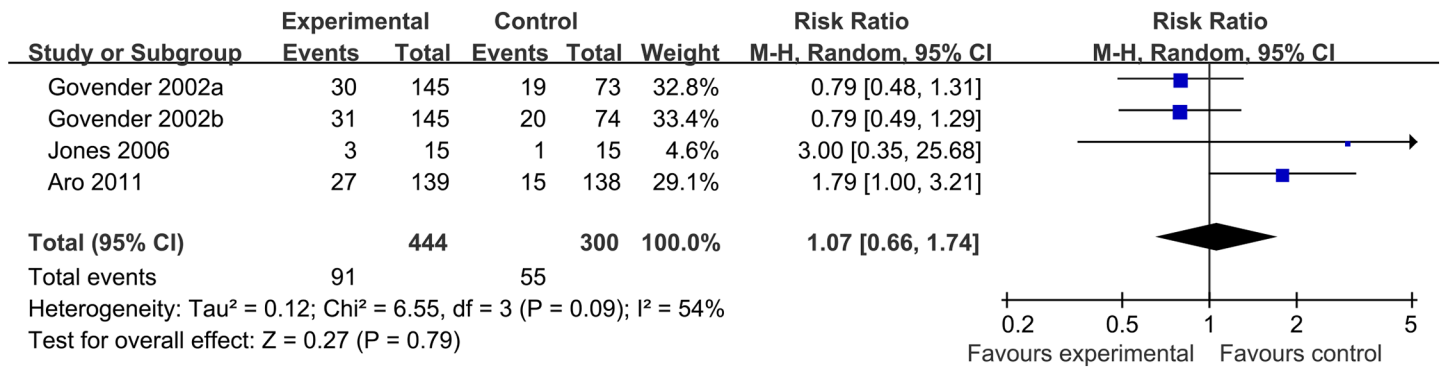 Experimental Control Risk Ratio Risk Ratio
Study or Subgroup Events Total Events Total Weight M-H, Random, 95% CI M-H, Random, 95% CI
Govender 2002a 30 145 19 73 32.8% 0.79 [0.48, 1.31]
Govender 2002b 31 145 20 74 33.4% 0.79 [0.49, 1.29]
Jones 2006 3 15 1 15 4.6% 3.00 [0.35, 25.68]
Aro 2011 27 139 15 138 29.1% 1.79 [1.00, 3.21]
Total (95% CI) 444 300 100.0% 1.07 [0.66, 1.74]
Total events 91 55
Heterogeneity: Tau² = 0.12; Chi² = 6.55, df = 3 (P = 0.09); I² = 54%
Test for overall effect: Z = 0.27 (P = 0.79)
0.2 0.5 1 2 5
Favours experimental Favours control